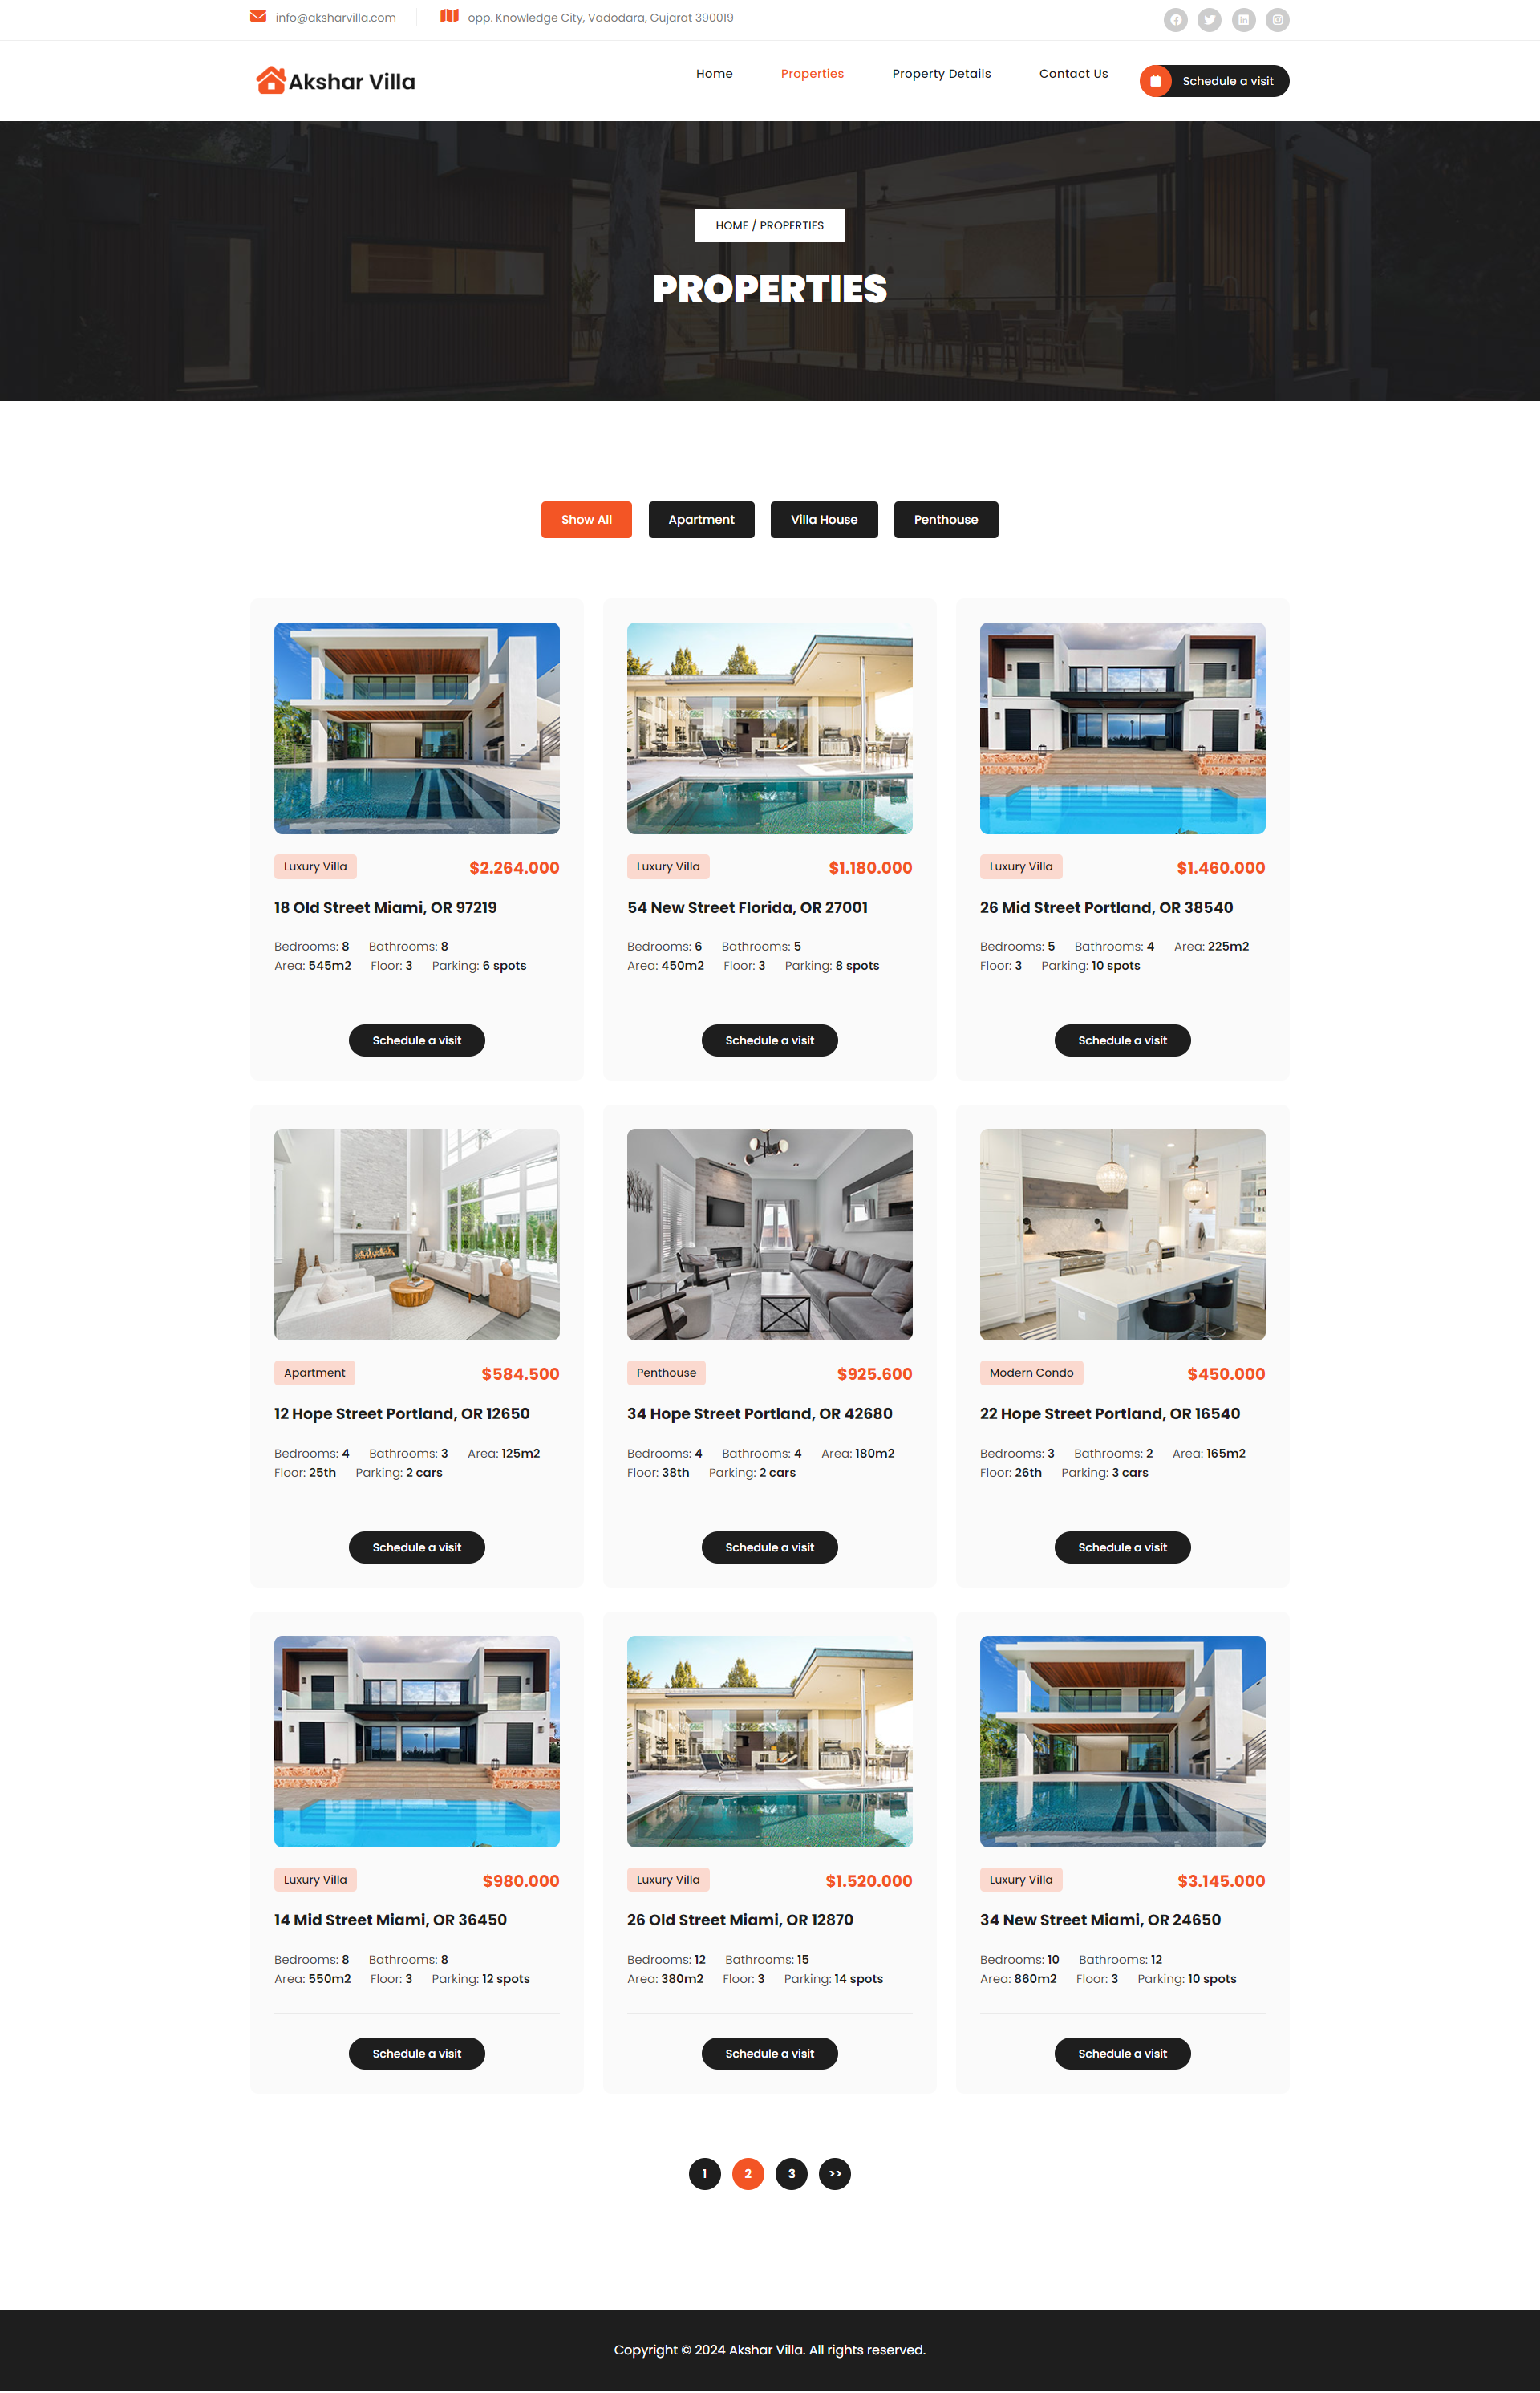 info@aksharvilla.com
opp. Knowledge City, Vadodara, Gujarat 390019
Akshar Villa
Home
Properties
Property Details
Contact Us
Schedule a visit
HOME / PROPERTIES
PROPERTIES
Show All
Apartment
Villa House
Penthouse
Luxury Villa
$2.264.000
18 Old Street Miami, OR 97219
Bedrooms: 8 Bathrooms: 8
Area: 545m2 Floor: 3 Parking: 6 spots
Schedule a visit
Luxury Villa
$1.180.000
54 New Street Florida, OR 27001
Bedrooms: 6 Bathrooms: 5
Area: 450m2 Floor: 3 Parking: 8 spots
Schedule a visit
Luxury Villa
$1.460.000
26 Mid Street Portland, OR 38540
Bedrooms: 5 Bathrooms: 4 Area: 225m2
Floor: 3 Parking: 10 spots
Schedule a visit
Apartment
$584.500
12 Hope Street Portland, OR 12650
Bedrooms: 4 Bathrooms: 3 Area: 125m2
Floor: 25th Parking: 2 cars
Schedule a visit
Penthouse
$925.600
34 Hope Street Portland, OR 42680
Bedrooms: 4 Bathrooms: 4 Area: 180m2
Floor: 38th Parking: 2 cars
Schedule a visit
Modern Condo
$450.000
22 Hope Street Portland, OR 16540
Bedrooms: 3 Bathrooms: 2 Area: 165m2
Floor: 26th Parking: 3 cars
Schedule a visit
Luxury Villa
$980.000
14 Mid Street Miami, OR 36450
Bedrooms: 8 Bathrooms: 8
Area: 550m2 Floor: 3 Parking: 12 spots
Schedule a visit
Luxury Villa
$1.520.000
26 Old Street Miami, OR 12870
Bedrooms: 12 Bathrooms: 15
Area: 380m2 Floor: 3 Parking: 14 spots
Schedule a visit
Luxury Villa
$3.145.000
34 New Street Miami, OR 24650
Bedrooms: 10 Bathrooms: 12
Area: 860m2 Floor: 3 Parking: 10 spots
Schedule a visit
1 2 3 >>
Copyright © 2024 Akshar Villa. All rights reserved.